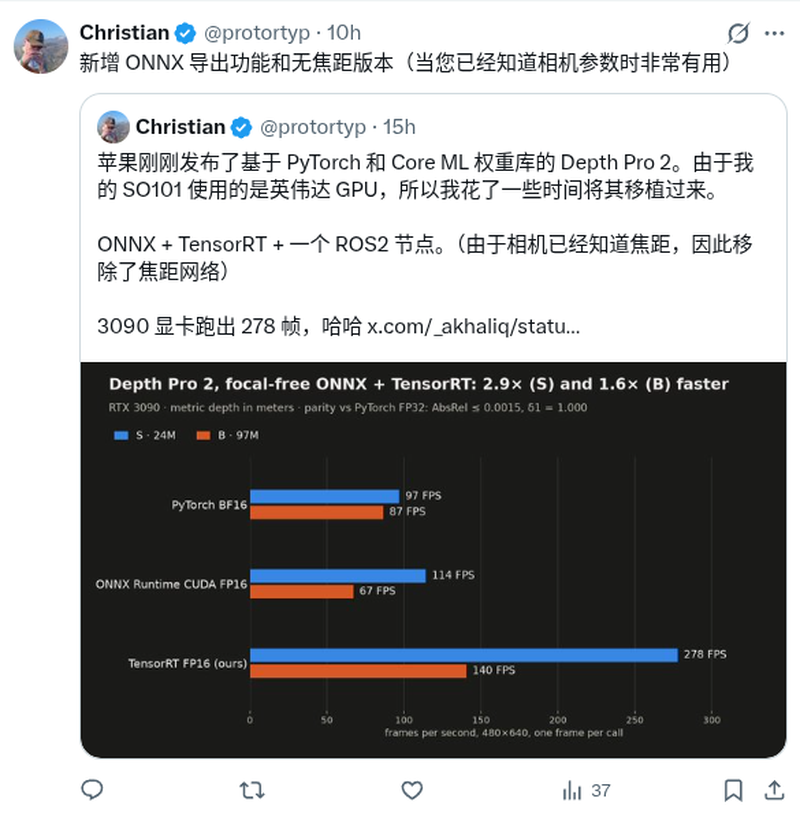 Christian @protortyp · 10h
新增 ONNX 导出功能和无焦距版本（当您已经知道相机参数时非常有用）
Christian @protortyp · 15h
苹果刚刚发布了基于 PyTorch 和 Core ML 权重库的 Depth Pro 2。由于我
的 SO101 使用的是英伟达 GPU，所以我花了一些时间将其移植过来。
ONNX + TensorRT + 一个 ROS2 节点。（由于相机已经知道焦距，因此移
除了焦距网络）
3090 显卡跑出 278 帧，哈哈 x.com/_akhaliq/statu...
Depth Pro 2, focal-free ONNX + TensorRT: 2.9× (S) and 1.6× (B) faster
RTX 3090 · metric depth in meters · parity vs PyTorch FP32: AbsRel ≤ 0.0015, δ1 = 1.000
S · 24M B · 97M
97 FPS
PyTorch BF16
87 FPS
114 FPS
ONNX Runtime CUDA FP16
67 FPS
278 FPS
TensorRT FP16 (ours)
140 FPS
0 50 100 150 200 250 300
frames per second, 480×640, one frame per call
37